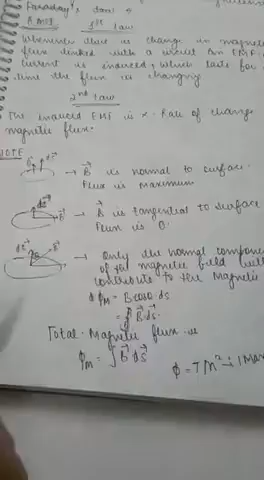 Faraday's law
1st law
Whenever there is change in magnetic
flux linked with a circuit an EMF
current is induced, which lasts for
time the flux is changing
2nd law
The induced EMF is ∝ Rate of change
magnetic flux.
NOTE
→ B⃗ is normal to surface.
Flux is maximum.
→ B⃗ is tangential to surface
Flux is 0.
→ Only the normal component
of the magnetic field will
contribute to the Magnetic
ϕM = B cosθ. ds
= ∮ B⃗. ds⃗.
Total Magnetic flux is
ϕM = ∫ B⃗. ds⃗
ϕ = T m²